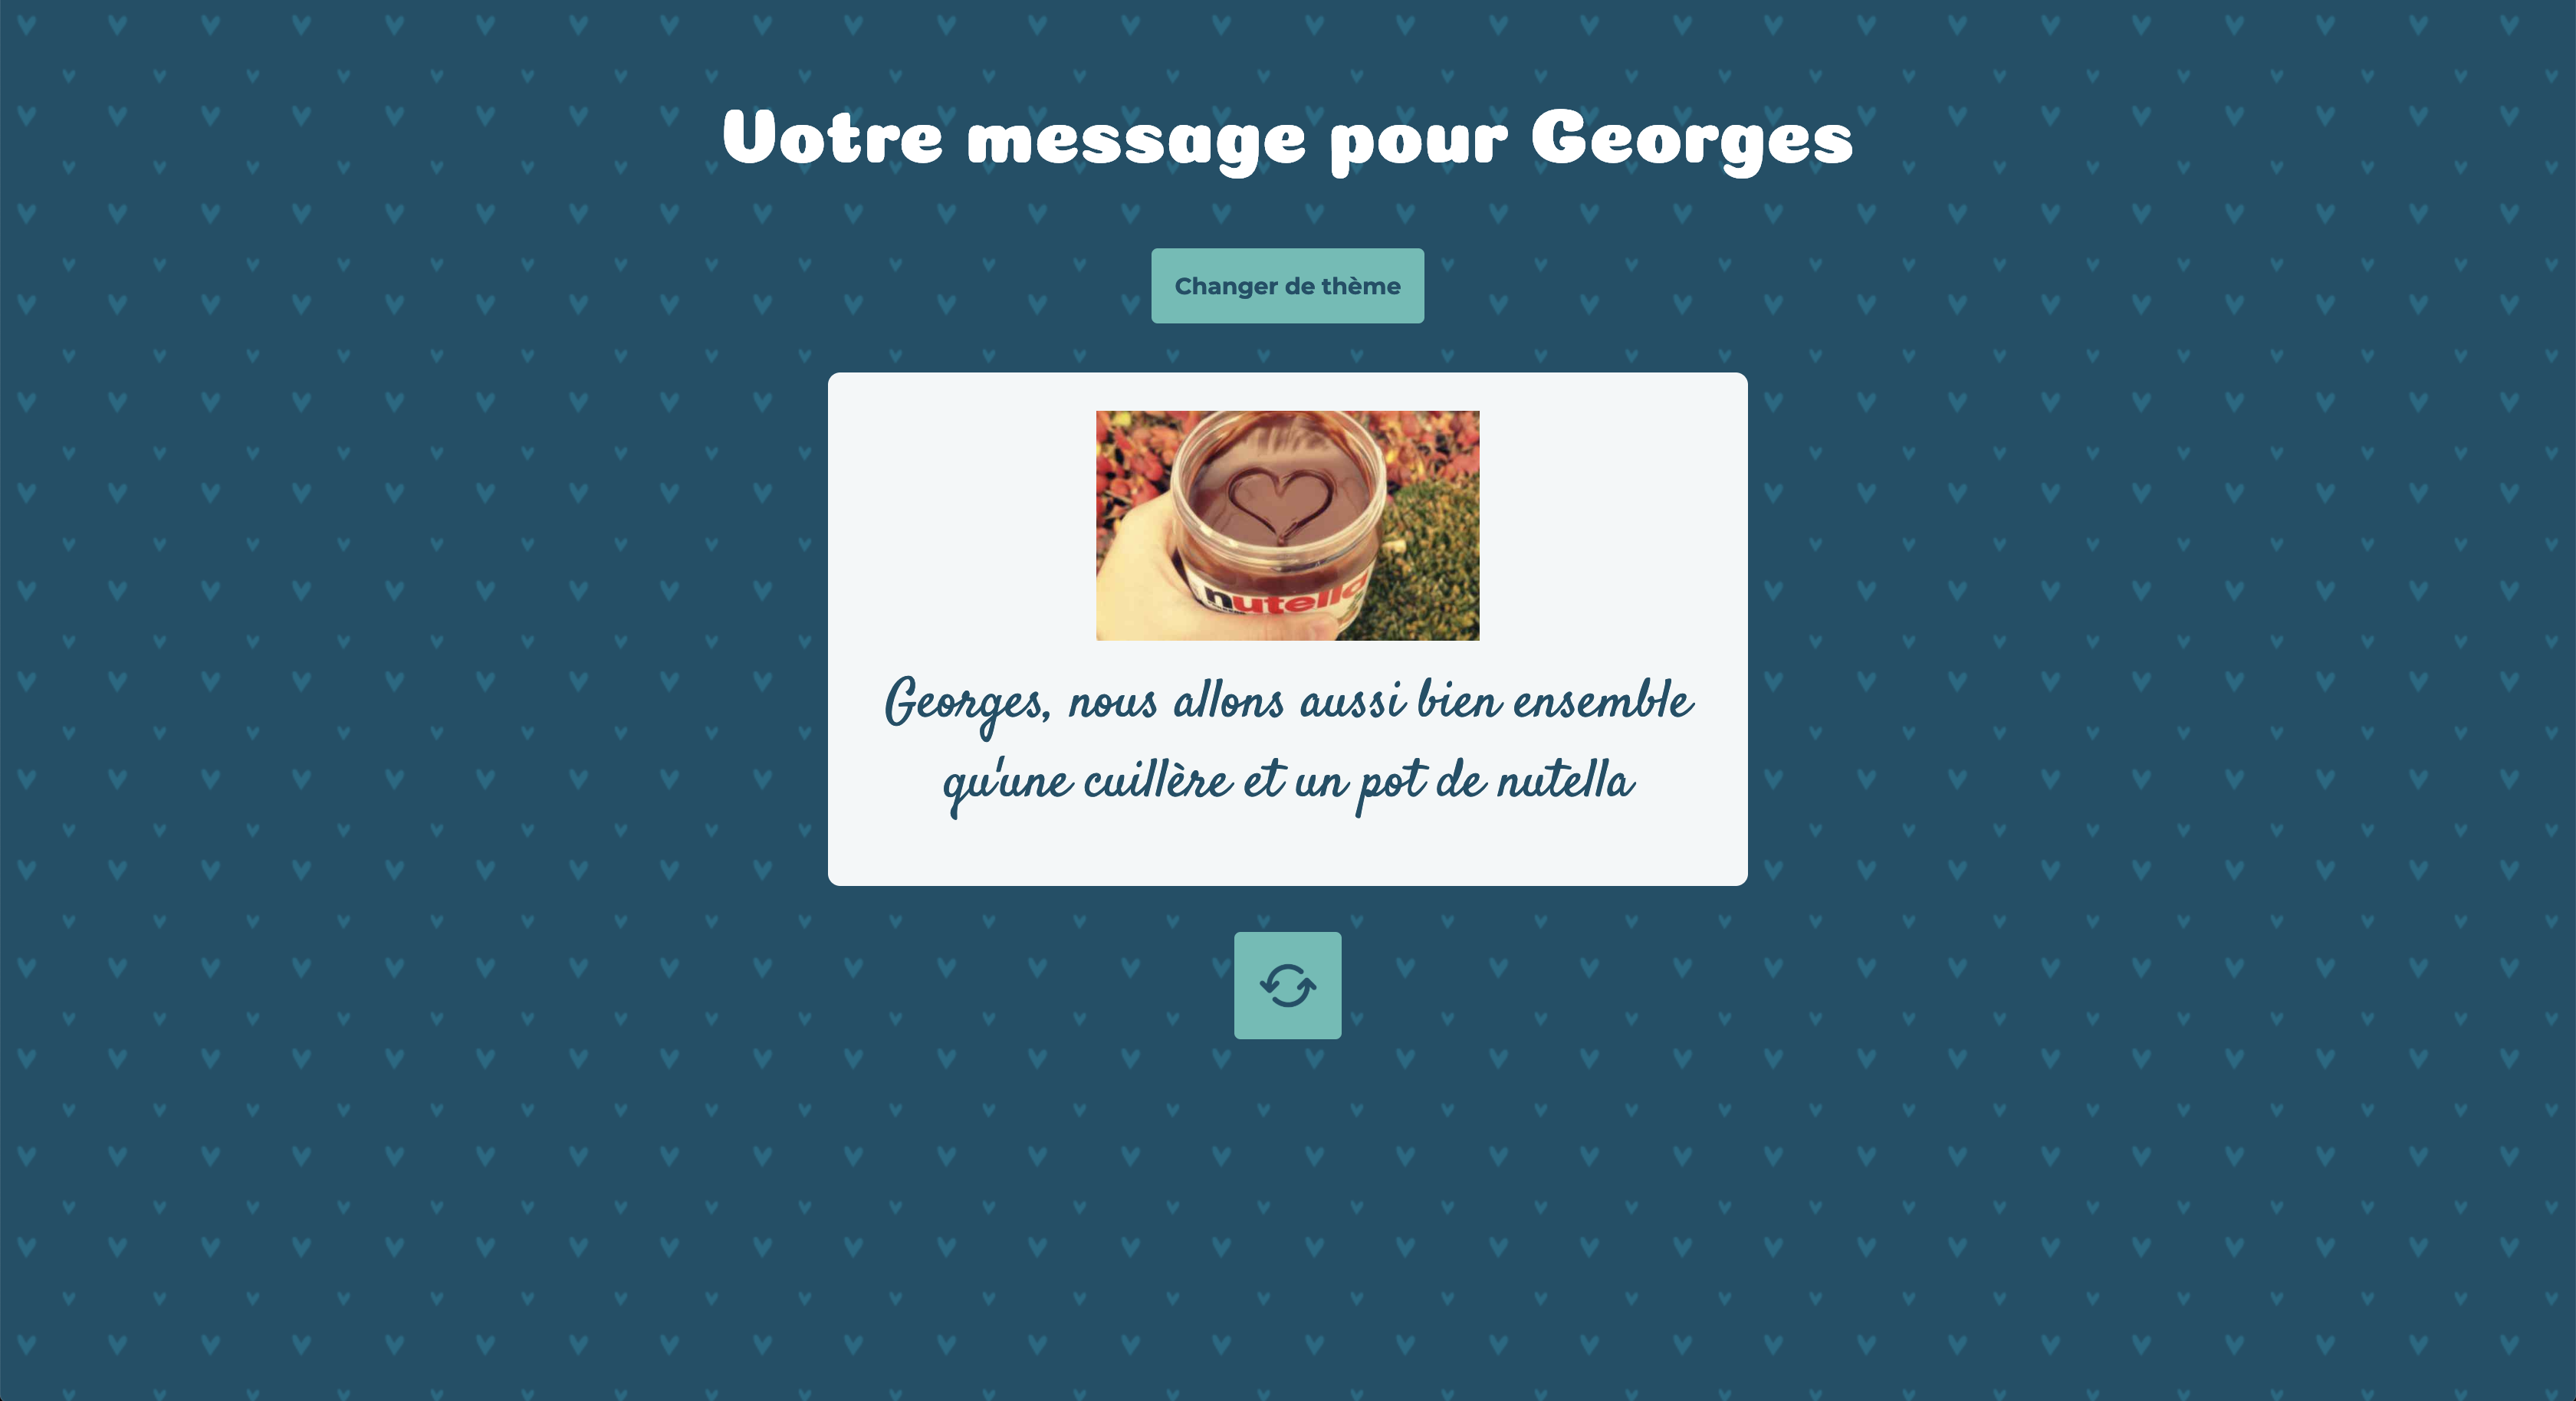 Votre message pour Georges
Changer de thème
nutella
Georges, nous allons aussi bien ensemble
qu'une cuillère et un pot de nutella